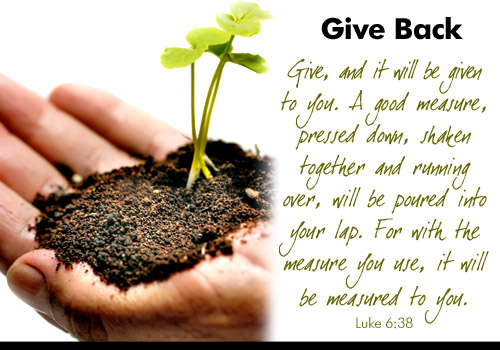 Give Back
Give, and it will be given
to you. A good measure,
pressed down, shaken
together and running
over, will be poured into
your lap. For with the
measure you use, it will
be measured to you.
Luke 6:38